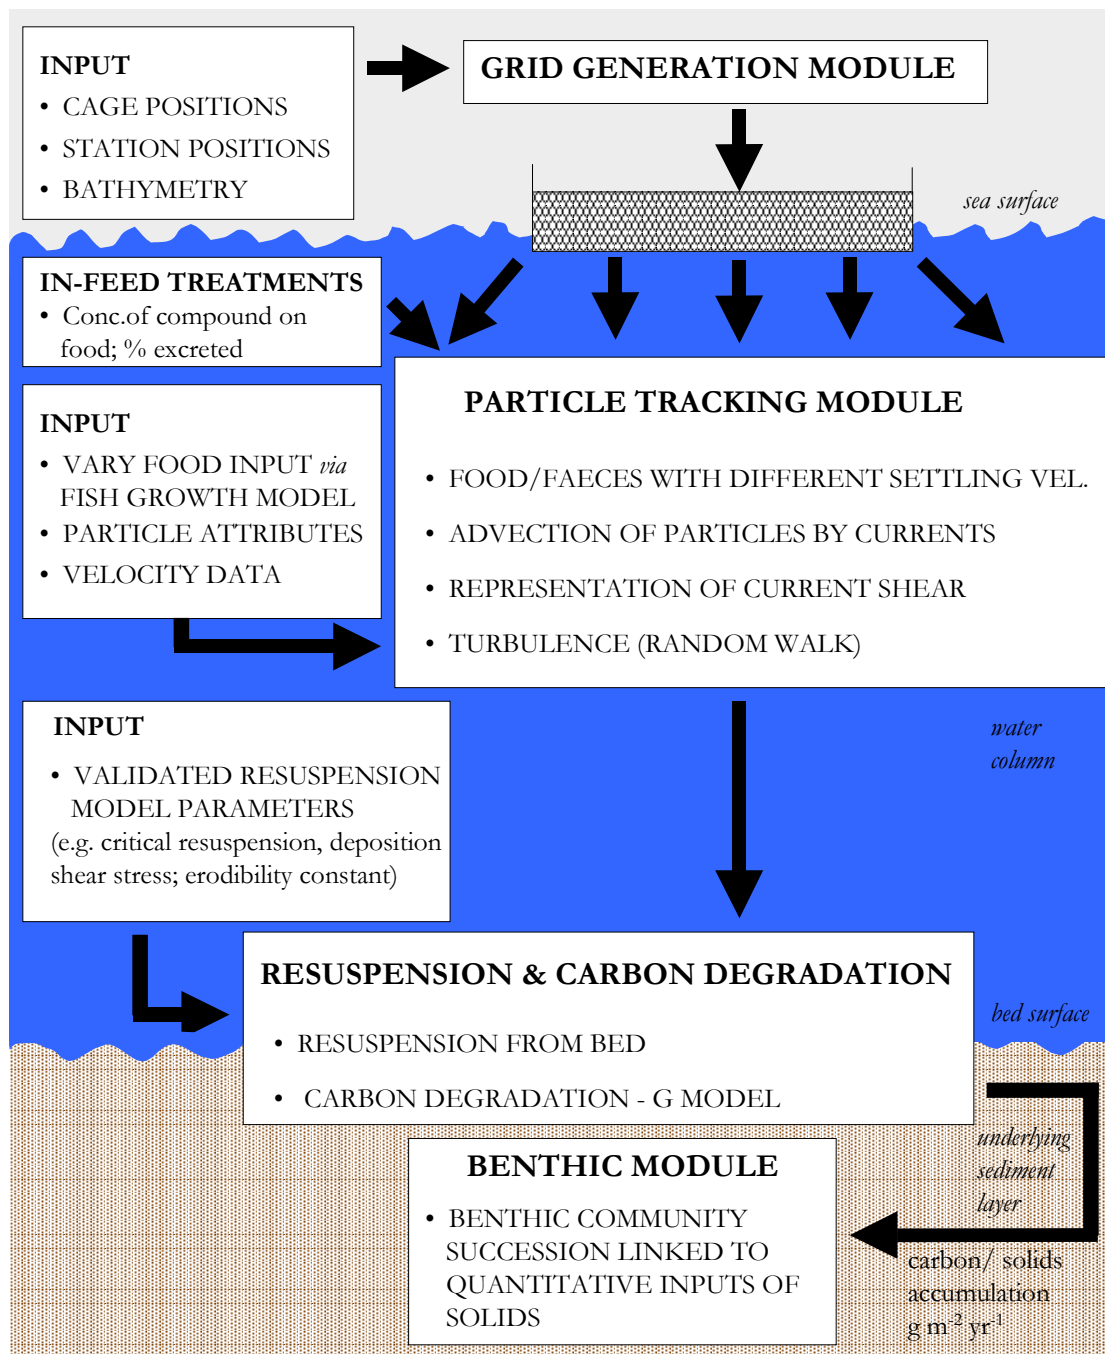 INPUT
• CAGE POSITIONS
• STATION POSITIONS
• BATHYMETRY
GRID GENERATION MODULE
sea surface
IN-FEED TREATMENTS
• Conc.of compound on
food; % excreted
INPUT
• VARY FOOD INPUT via
FISH GROWTH MODEL
• PARTICLE ATTRIBUTES
• VELOCITY DATA
PARTICLE TRACKING MODULE
• FOOD/FAECES WITH DIFFERENT SETTLING VEL.
• ADVECTION OF PARTICLES BY CURRENTS
• REPRESENTATION OF CURRENT SHEAR
• TURBULENCE (RANDOM WALK)
INPUT
• VALIDATED RESUSPENSION
MODEL PARAMETERS
(e.g. critical resuspension, deposition
shear stress; erodibility constant)
water
column
RESUSPENSION & CARBON DEGRADATION
• RESUSPENSION FROM BED
• CARBON DEGRADATION - G MODEL
bed surface
underlying
sediment
layer
BENTHIC MODULE
• BENTHIC COMMUNITY
SUCCESSION LINKED TO
QUANTITATIVE INPUTS OF
SOLIDS
carbon/ solids
accumulation
g m⁻² yr⁻¹